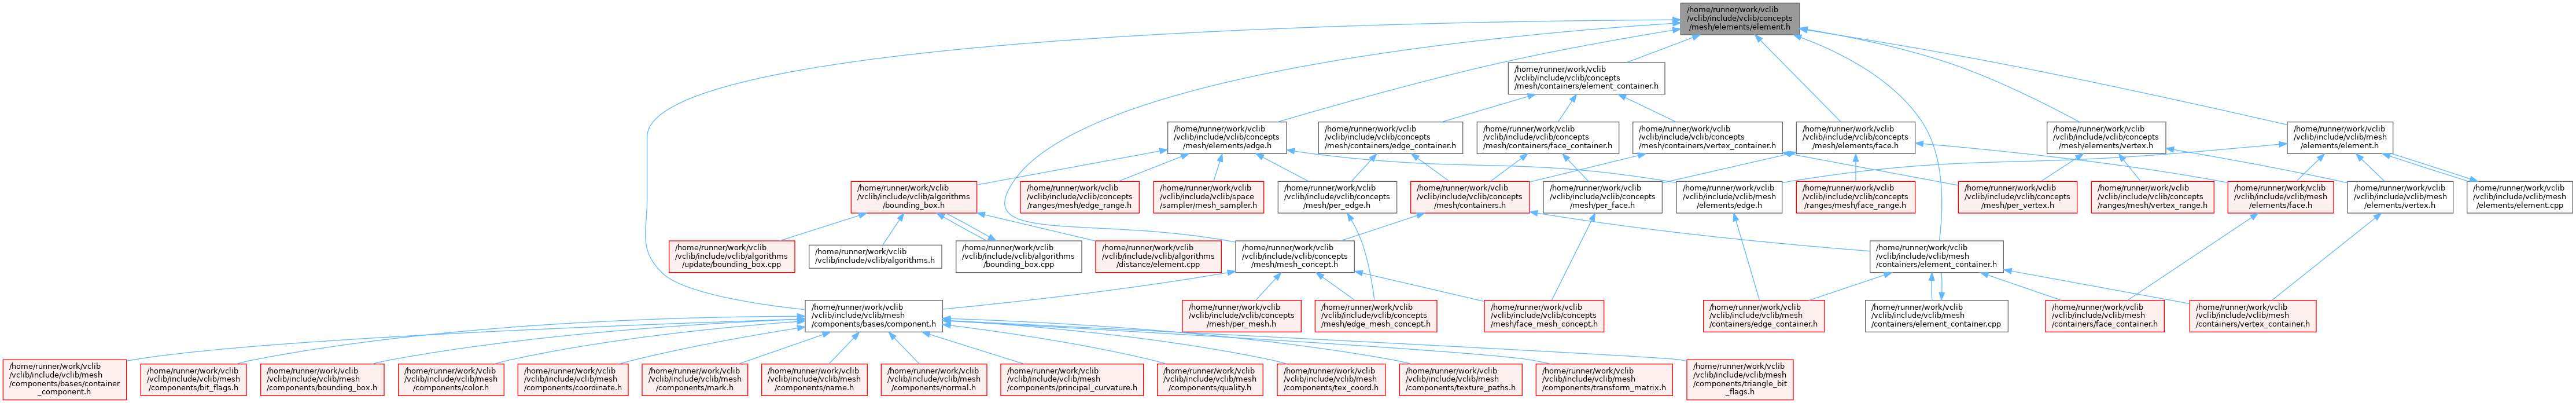 /home/runner/work/vclib
/vclib/include/vclib/concepts
/mesh/elements/element.h
/home/runner/work/vclib
/vclib/include/vclib/concepts
/mesh/containers/element_container.h
/home/runner/work/vclib
/vclib/include/vclib/concepts
/mesh/elements/edge.h
/home/runner/work/vclib
/vclib/include/vclib/concepts
/mesh/containers/edge_container.h
/home/runner/work/vclib
/vclib/include/vclib/concepts
/mesh/containers/face_container.h
/home/runner/work/vclib
/vclib/include/vclib/concepts
/mesh/containers/vertex_container.h
/home/runner/work/vclib
/vclib/include/vclib/concepts
/mesh/elements/face.h
/home/runner/work/vclib
/vclib/include/vclib/concepts
/mesh/elements/vertex.h
/home/runner/work/vclib
/vclib/include/vclib/mesh
/elements/element.h
/home/runner/work/vclib
/vclib/include/vclib/algorithms
/bounding_box.h
/home/runner/work/vclib
/vclib/include/vclib/concepts
/ranges/mesh/edge_range.h
/home/runner/work/vclib
/vclib/include/vclib/space
/sampler/mesh_sampler.h
/home/runner/work/vclib
/vclib/include/vclib/concepts
/mesh/per_edge.h
/home/runner/work/vclib
/vclib/include/vclib/concepts
/mesh/containers.h
/home/runner/work/vclib
/vclib/include/vclib/concepts
/mesh/per_face.h
/home/runner/work/vclib
/vclib/include/vclib/mesh
/elements/edge.h
/home/runner/work/vclib
/vclib/include/vclib/concepts
/ranges/mesh/face_range.h
/home/runner/work/vclib
/vclib/include/vclib/concepts
/mesh/per_vertex.h
/home/runner/work/vclib
/vclib/include/vclib/concepts
/ranges/mesh/vertex_range.h
/home/runner/work/vclib
/vclib/include/vclib/mesh
/elements/face.h
/home/runner/work/vclib
/vclib/include/vclib/mesh
/elements/vertex.h
/home/runner/work/vclib
/vclib/include/vclib/mesh
/elements/element.cpp
/home/runner/work/vclib
/vclib/include/vclib/algorithms
/update/bounding_box.cpp
/home/runner/work/vclib
/vclib/include/vclib/algorithms.h
/home/runner/work/vclib
/vclib/include/vclib/algorithms
/bounding_box.cpp
/home/runner/work/vclib
/vclib/include/vclib/algorithms
/distance/element.cpp
/home/runner/work/vclib
/vclib/include/vclib/concepts
/mesh/mesh_concept.h
/home/runner/work/vclib
/vclib/include/vclib/mesh
/containers/element_container.h
/home/runner/work/vclib
/vclib/include/vclib/mesh
/components/bases/component.h
/home/runner/work/vclib
/vclib/include/vclib/concepts
/mesh/per_mesh.h
/home/runner/work/vclib
/vclib/include/vclib/concepts
/mesh/edge_mesh_concept.h
/home/runner/work/vclib
/vclib/include/vclib/concepts
/mesh/face_mesh_concept.h
/home/runner/work/vclib
/vclib/include/vclib/mesh
/containers/edge_container.h
/home/runner/work/vclib
/vclib/include/vclib/mesh
/containers/element_container.cpp
/home/runner/work/vclib
/vclib/include/vclib/mesh
/containers/face_container.h
/home/runner/work/vclib
/vclib/include/vclib/mesh
/containers/vertex_container.h
/home/runner/work/vclib
/vclib/include/vclib/mesh
/components/bases/container
_component.h
/home/runner/work/vclib
/vclib/include/vclib/mesh
/components/bit_flags.h
/home/runner/work/vclib
/vclib/include/vclib/mesh
/components/bounding_box.h
/home/runner/work/vclib
/vclib/include/vclib/mesh
/components/color.h
/home/runner/work/vclib
/vclib/include/vclib/mesh
/components/coordinate.h
/home/runner/work/vclib
/vclib/include/vclib/mesh
/components/mark.h
/home/runner/work/vclib
/vclib/include/vclib/mesh
/components/name.h
/home/runner/work/vclib
/vclib/include/vclib/mesh
/components/normal.h
/home/runner/work/vclib
/vclib/include/vclib/mesh
/components/principal_curvature.h
/home/runner/work/vclib
/vclib/include/vclib/mesh
/components/quality.h
/home/runner/work/vclib
/vclib/include/vclib/mesh
/components/tex_coord.h
/home/runner/work/vclib
/vclib/include/vclib/mesh
/components/texture_paths.h
/home/runner/work/vclib
/vclib/include/vclib/mesh
/components/transform_matrix.h
/home/runner/work/vclib
/vclib/include/vclib/mesh
/components/triangle_bit
_flags.h